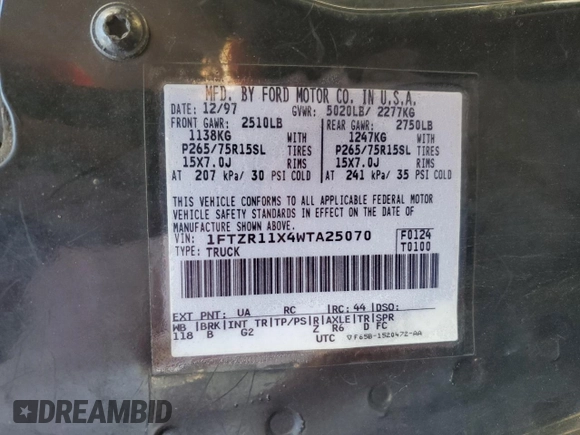 MFD. BY FORD MOTOR CO. IN U.S.A.
DATE: 12/97 GVWR: 5020LB/ 2277KG
FRONT GAWR: 2510LB REAR GAWR: 2750LB
1138KG WITH 1247KG WITH
P265/75R15SL TIRES P265/75R15SL TIRES
15X7.0J RIMS 15X7.0J RIMS
AT 207 kPa/ 30 PSI COLD AT 241 kPa/ 35 PSI COLD
THIS VEHICLE CONFORMS TO ALL APPLICABLE FEDERAL MOTOR
VEHICLE SAFETY STANDARDS IN EFFECT ON THE DATE OF
MANUFACTURE SHOWN ABOVE.
VIN: 1FTZR11X4WTA25070 F0124
TYPE: TRUCK T0100
EXT PNT: UA RC: 44 DSO:
WB BRK INT TR TP/PS R AXLE TR SPR
118 B G2 Z R6 D FC
UTC ▽F65B-1520472-AA
DREAMBID